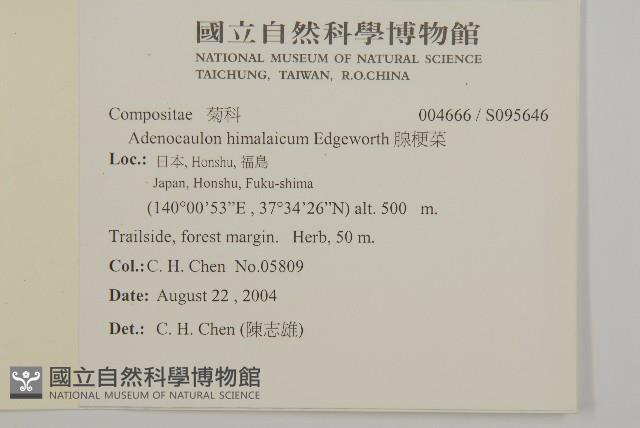 國立自然科學博物館
NATIONAL MUSEUM OF NATURAL SCIENCE
TAICHUNG, TAIWAN, R.O.CHINA
Compositae 菊科 004666 / S095646
Adenocaulon himalaicum Edgeworth 腺梗菜
Loc.: 日本, Honshu, 福島
Japan, Honshu, Fuku-shima
(140°00'53”E , 37°34'26”N) alt. 500 m.
Trailside, forest margin. Herb, 50 m.
Col.: C. H. Chen No.05809
Date: August 22 , 2004
Det.: C. H. Chen (陳志雄)
國立自然科學博物館
NATIONAL MUSEUM OF NATURAL SCIENCE